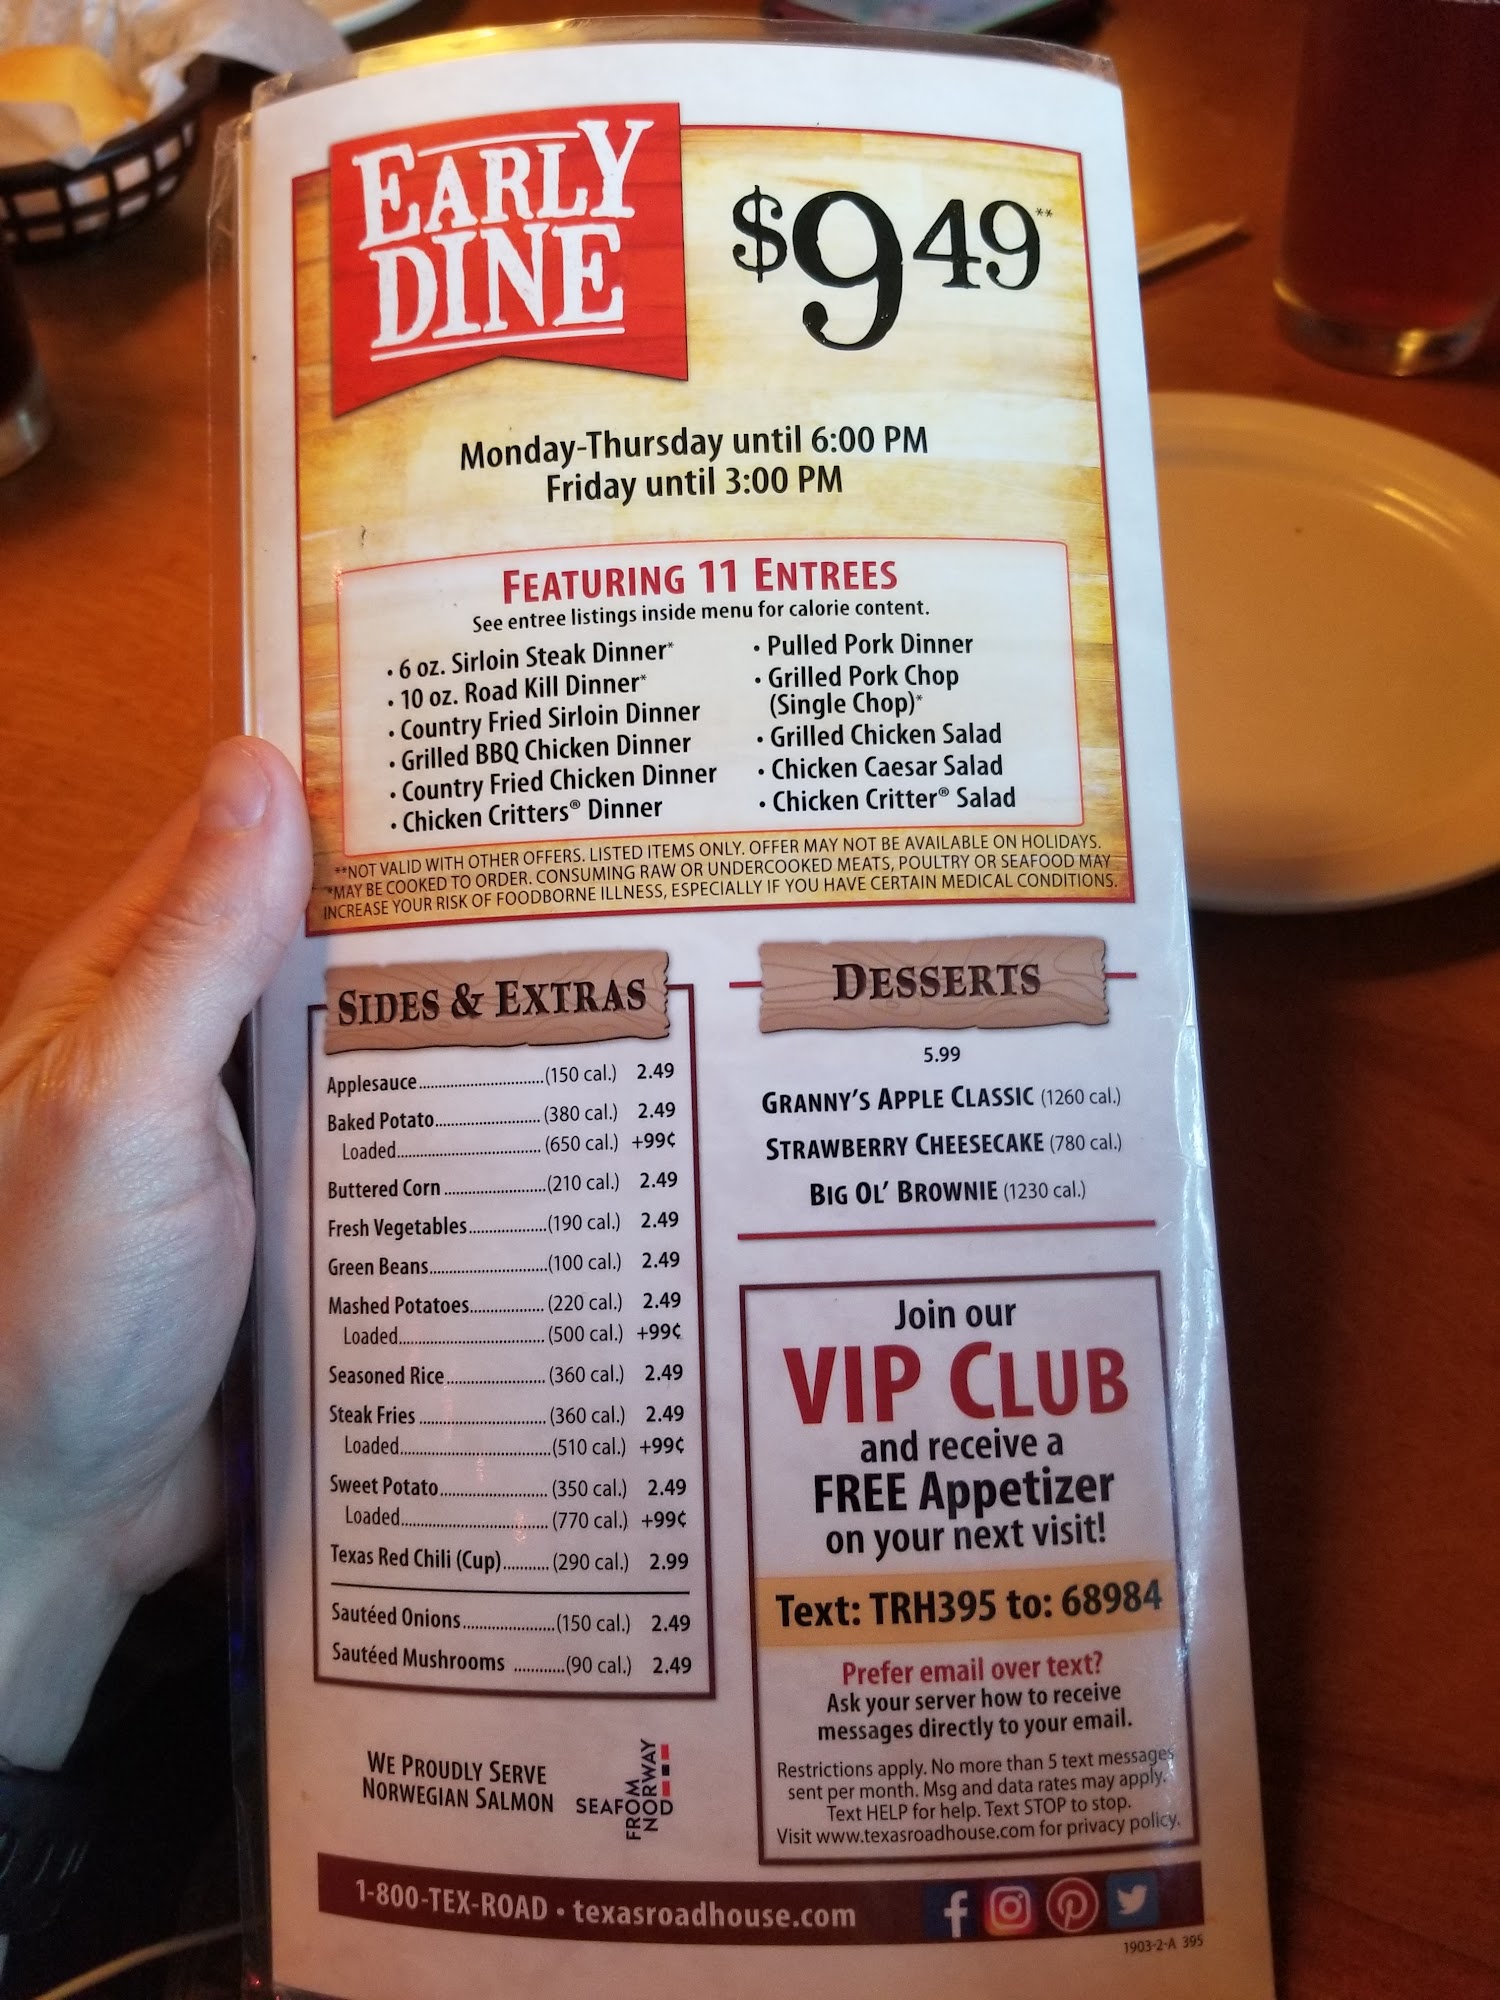 EARLY
DINE
$9.49**
Monday-Thursday until 6:00 PM
Friday until 3:00 PM
FEATURING 11 ENTREES
See entree listings inside menu for calorie content.
• 6 oz. Sirloin Steak Dinner*
• 10 oz. Road Kill Dinner*
• Country Fried Sirloin Dinner
• Grilled BBQ Chicken Dinner
• Country Fried Chicken Dinner
• Chicken Critters® Dinner
• Pulled Pork Dinner
• Grilled Pork Chop
(Single Chop)*
• Grilled Chicken Salad
• Chicken Caesar Salad
• Chicken Critter® Salad
**NOT VALID WITH OTHER OFFERS. LISTED ITEMS ONLY. OFFER MAY NOT BE AVAILABLE ON HOLIDAYS.
*MAY BE COOKED TO ORDER. CONSUMING RAW OR UNDERCOOKED MEATS, POULTRY OR SEAFOOD MAY
INCREASE YOUR RISK OF FOODBORNE ILLNESS, ESPECIALLY IF YOU HAVE CERTAIN MEDICAL CONDITIONS.
SIDES & EXTRAS
Applesauce (150 cal.) 2.49
Baked Potato (380 cal.) 2.49
Loaded (650 cal.) +99¢
Buttered Corn (210 cal.) 2.49
Fresh Vegetables (190 cal.) 2.49
Green Beans (100 cal.) 2.49
Mashed Potatoes (220 cal.) 2.49
Loaded (500 cal.) +99¢
Seasoned Rice (360 cal.) 2.49
Steak Fries (360 cal.) 2.49
Loaded (510 cal.) +99¢
Sweet Potato (350 cal.) 2.49
Loaded (770 cal.) +99¢
Texas Red Chili (Cup) (290 cal.) 2.99
Sautéed Onions (150 cal.) 2.49
Sautéed Mushrooms (90 cal.) 2.49
WE PROUDLY SERVE
NORWEGIAN SALMON
SEAFOOD
FROM
NORWAY
DESSERTS
5.99
GRANNY'S APPLE CLASSIC (1260 cal.)
STRAWBERRY CHEESECAKE (780 cal.)
BIG OL' BROWNIE (1230 cal.)
Join our
VIP CLUB
and receive a
FREE Appetizer
on your next visit!
Text: TRH395 to: 68984
Prefer email over text?
Ask your server how to receive
messages directly to your email.
Restrictions apply. No more than 5 text messages
sent per month. Msg and data rates may apply.
Text HELP for help. Text STOP to stop.
Visit www.texasroadhouse.com for privacy policy.
1-800-TEX-ROAD • texasroadhouse.com
1903-2-A 395